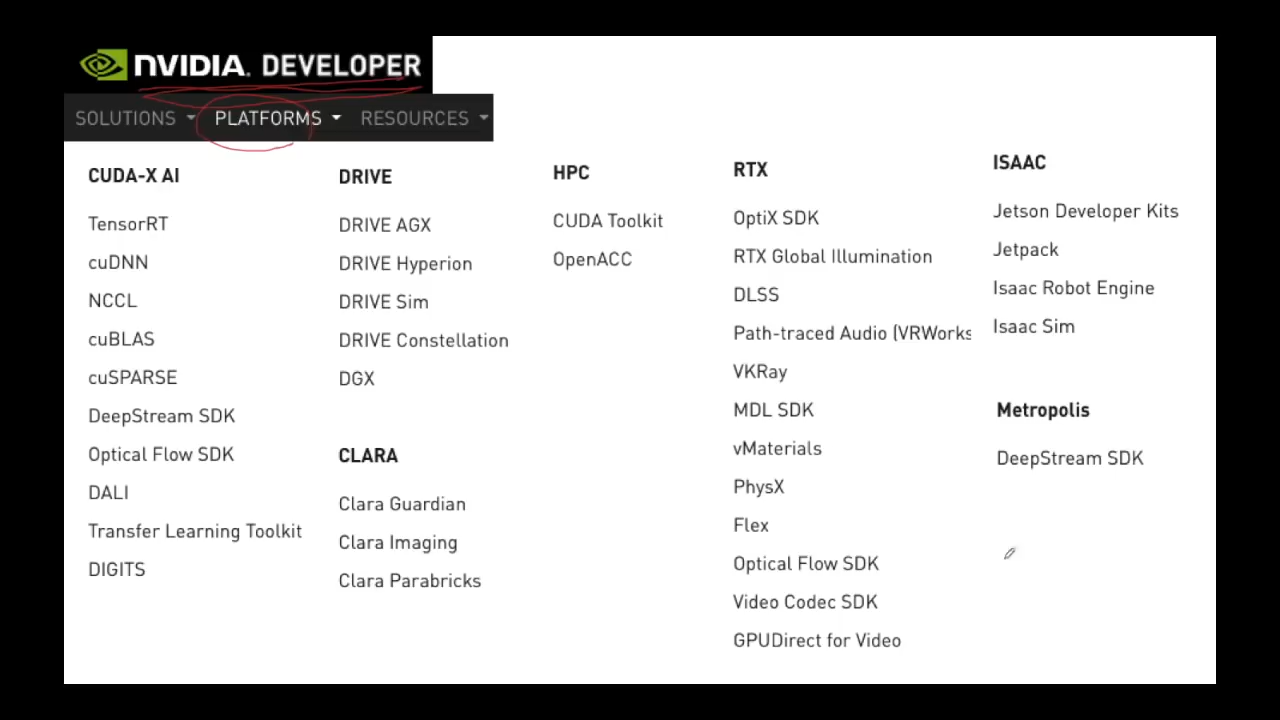 NVIDIA. DEVELOPER
SOLUTIONS PLATFORMS RESOURCES
CUDA-X AI
TensorRT
cuDNN
NCCL
cuBLAS
cuSPARSE
DeepStream SDK
Optical Flow SDK
DALI
Transfer Learning Toolkit
DIGITS
DRIVE
DRIVE AGX
DRIVE Hyperion
DRIVE Sim
DRIVE Constellation
DGX
CLARA
Clara Guardian
Clara Imaging
Clara Parabricks
HPC
CUDA Toolkit
OpenACC
RTX
OptiX SDK
RTX Global Illumination
DLSS
Path-traced Audio (VRWorks
VKRay
MDL SDK
vMaterials
PhysX
Flex
Optical Flow SDK
Video Codec SDK
GPUDirect for Video
ISAAC
Jetson Developer Kits
Jetpack
Isaac Robot Engine
Isaac Sim
Metropolis
DeepStream SDK